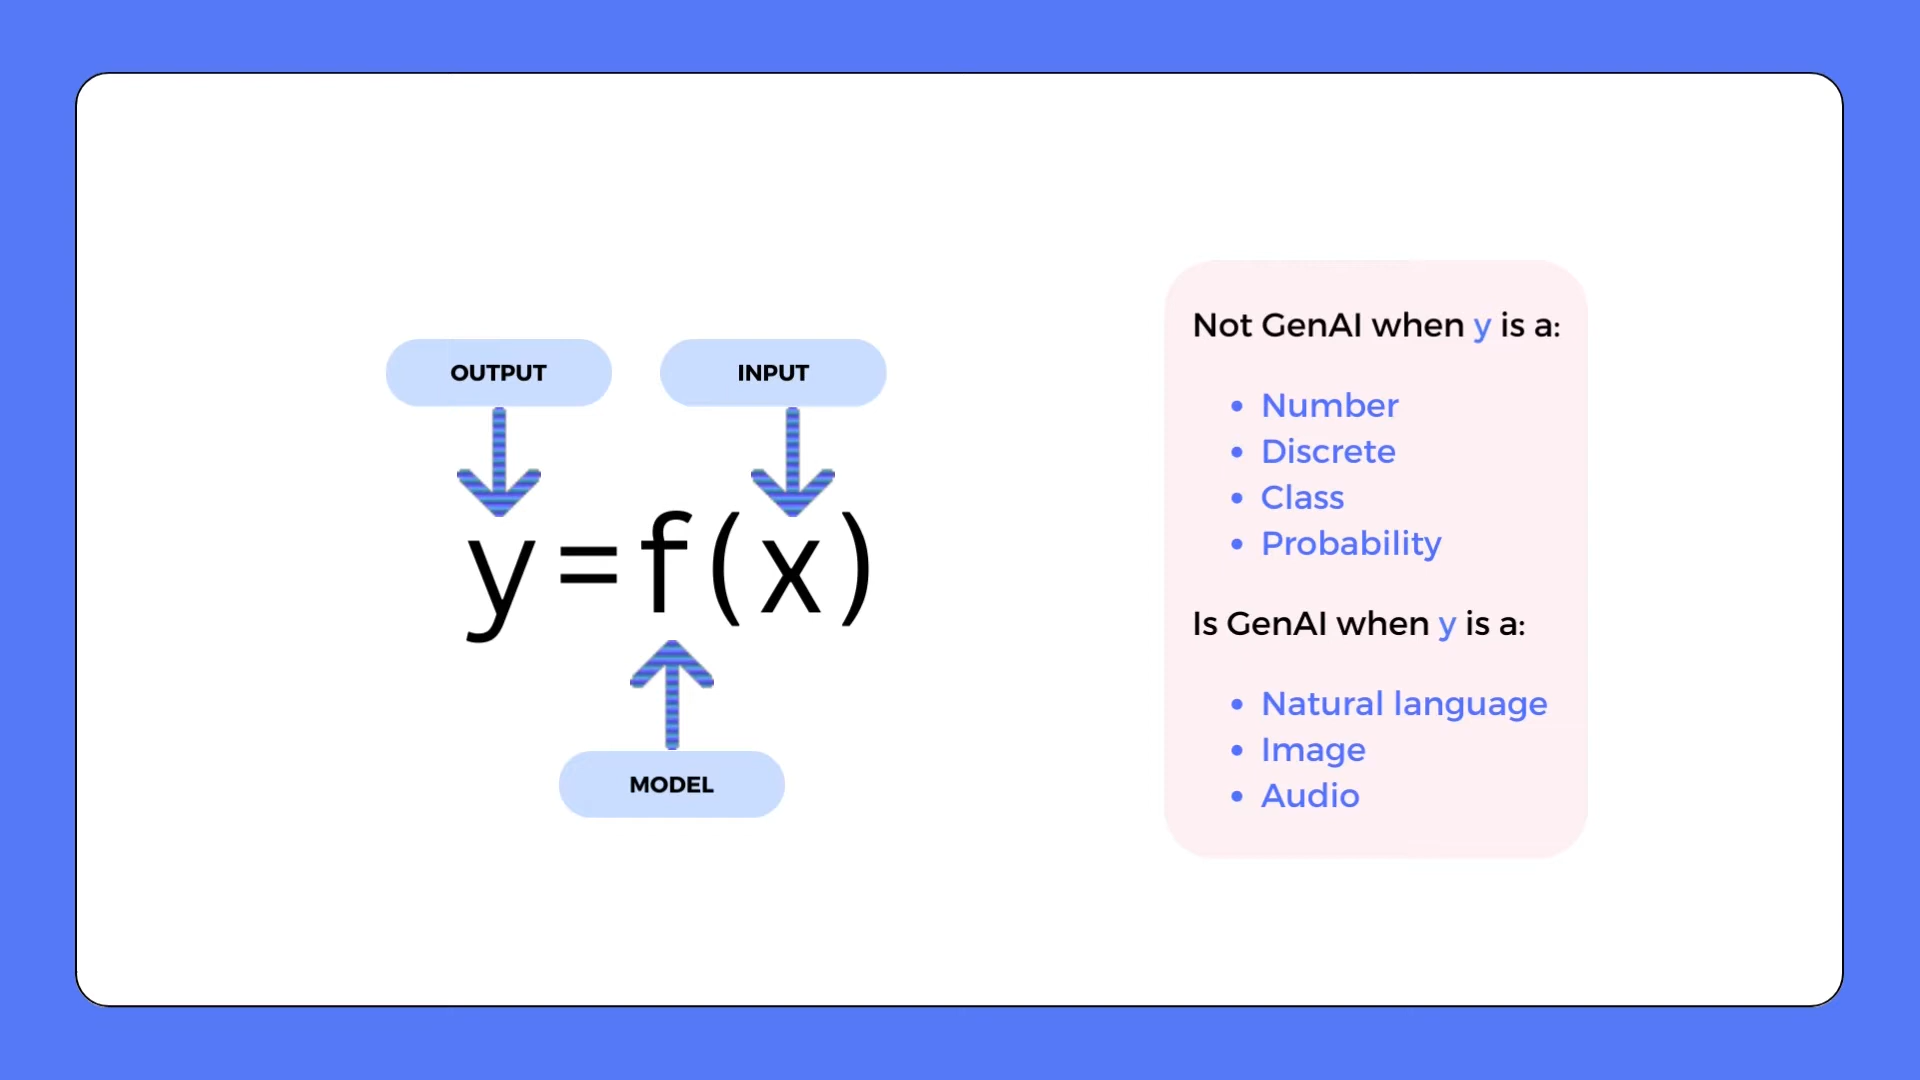 OUTPUT
INPUT
y=f(x)
MODEL
Not GenAI when y is a:
• Number
• Discrete
• Class
• Probability
Is GenAI when y is a:
• Natural language
• Image
• Audio